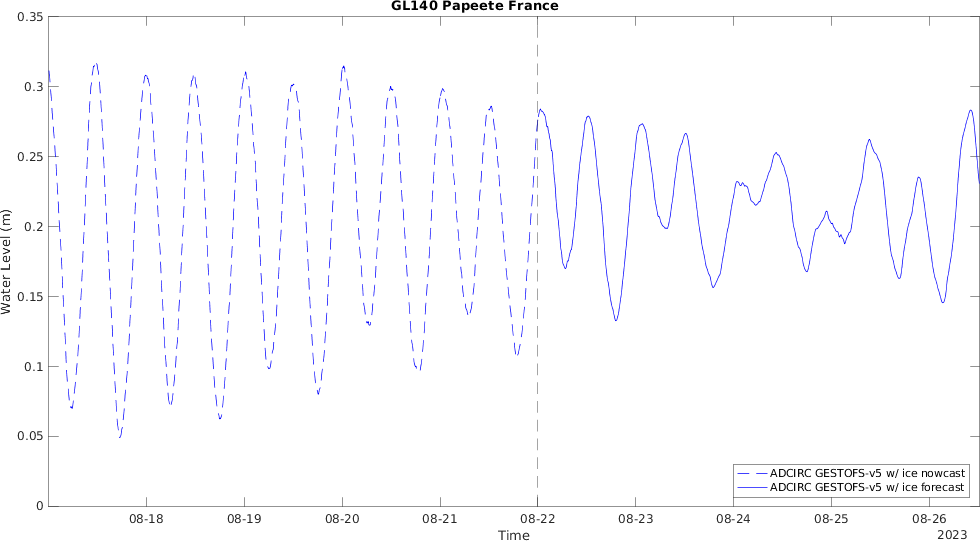 GL140 Papeete France
0.35
0.3
0.25
0.2
0.15
0.1
0.05
0
Water Level (m)
08-18 08-19 08-20 08-21 08-22 08-23 08-24 08-25 08-26
Time
2023
ADCIRC GESTOFS-v5 w/ ice nowcast
ADCIRC GESTOFS-v5 w/ ice forecast